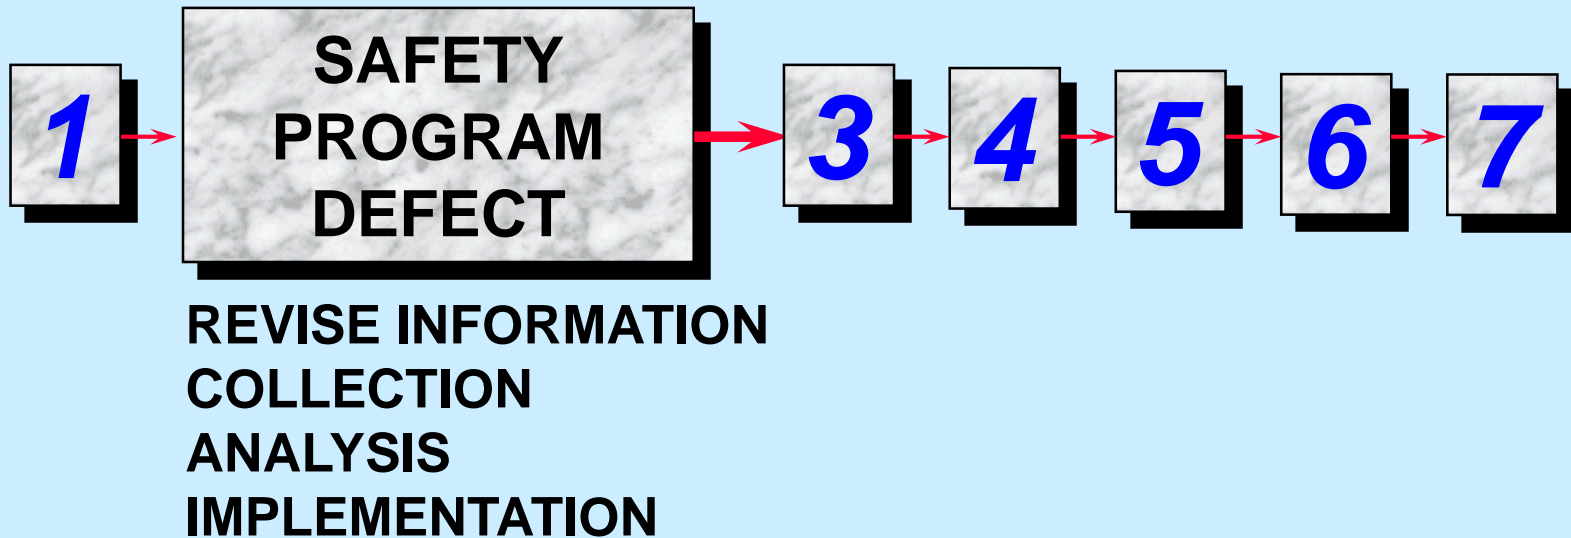 1
SAFETY
PROGRAM
DEFECT
3
4
5
6
7
REVISE INFORMATION
COLLECTION
ANALYSIS
IMPLEMENTATION